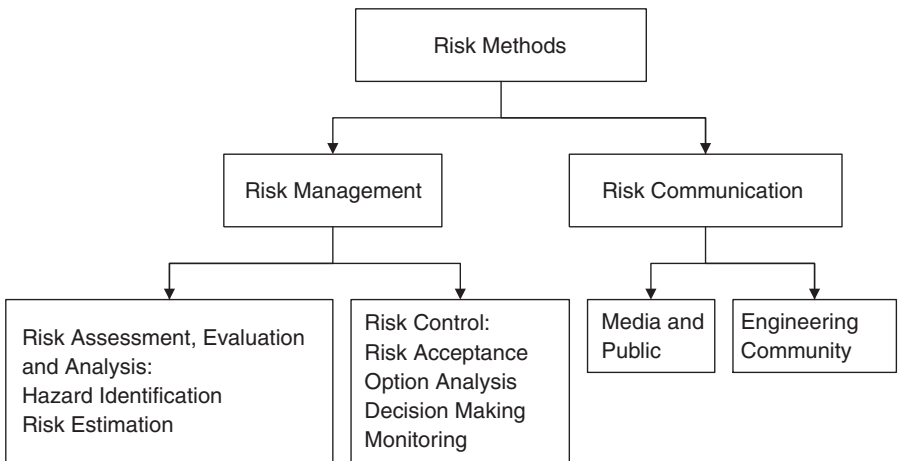 Risk Methods
Risk Management
Risk Communication
Risk Assessment, Evaluation
and Analysis:
Hazard Identification
Risk Estimation
Risk Control:
Risk Acceptance
Option Analysis
Decision Making
Monitoring
Media and
Public
Engineering
Community